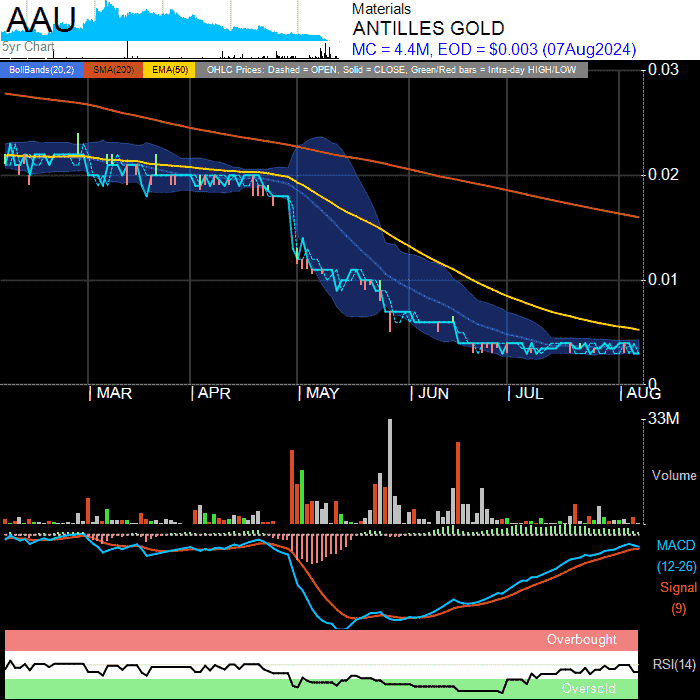 AAU
5yr Chart
Materials
ANTILLES GOLD
MC = 4.4M, EOD = $0.003 (07Aug2024)
BollBands(20,2) SMA(200) EMA(50) OHLC Prices: Dashed = OPEN, Solid = CLOSE, Green/Red bars = Intra-day HIGH/LOW
0.03
0.02
0.01
0
MAR APR MAY JUN JUL AUG
33M
Volume
MACD
(12-26)
Signal
(9)
Overbought
RSI(14)
Oversold